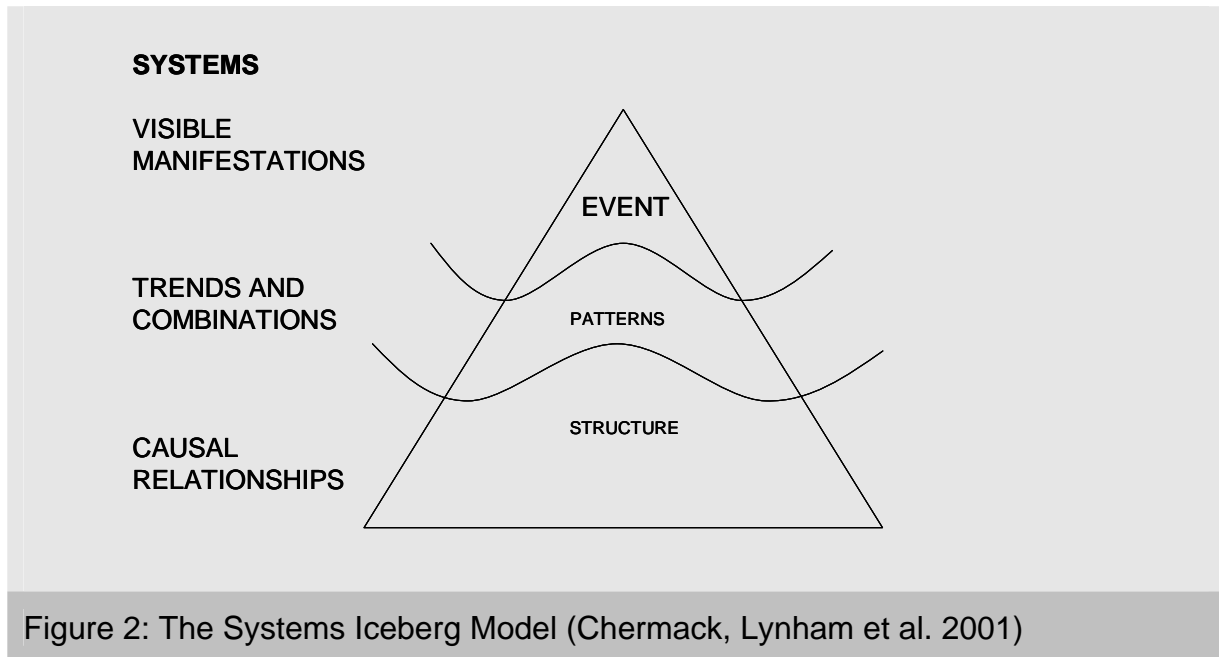 SYSTEMS
VISIBLE
MANIFESTATIONS
EVENT
TRENDS AND
COMBINATIONS
PATTERNS
STRUCTURE
CAUSAL
RELATIONSHIPS
Figure 2: The Systems Iceberg Model (Chermack, Lynham et al. 2001)